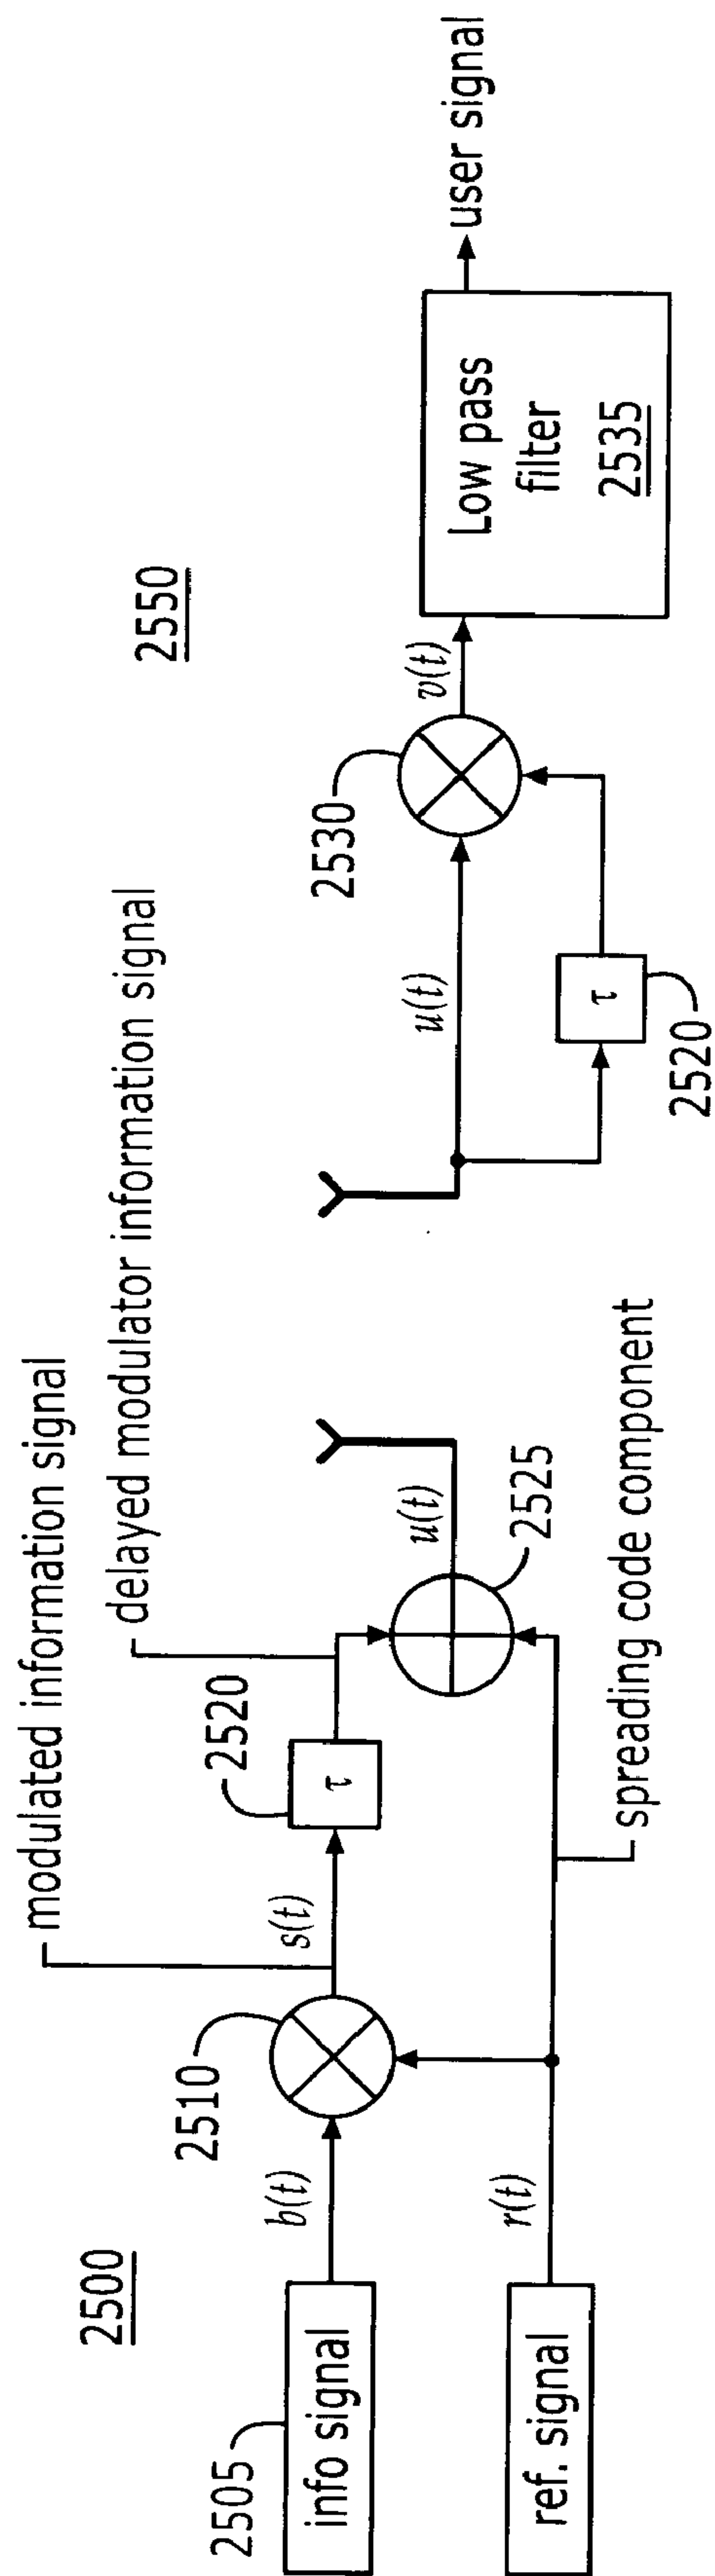 modulated information signal
delayed modulator information signal
2500
2505
info signal
b(t)
2510
s(t)
2520
τ
u(t)
2525
ref. signal
r(t)
spreading code component
2550
u(t)
τ
2520
2530
v(t)
Low pass
filter
2535
user signal